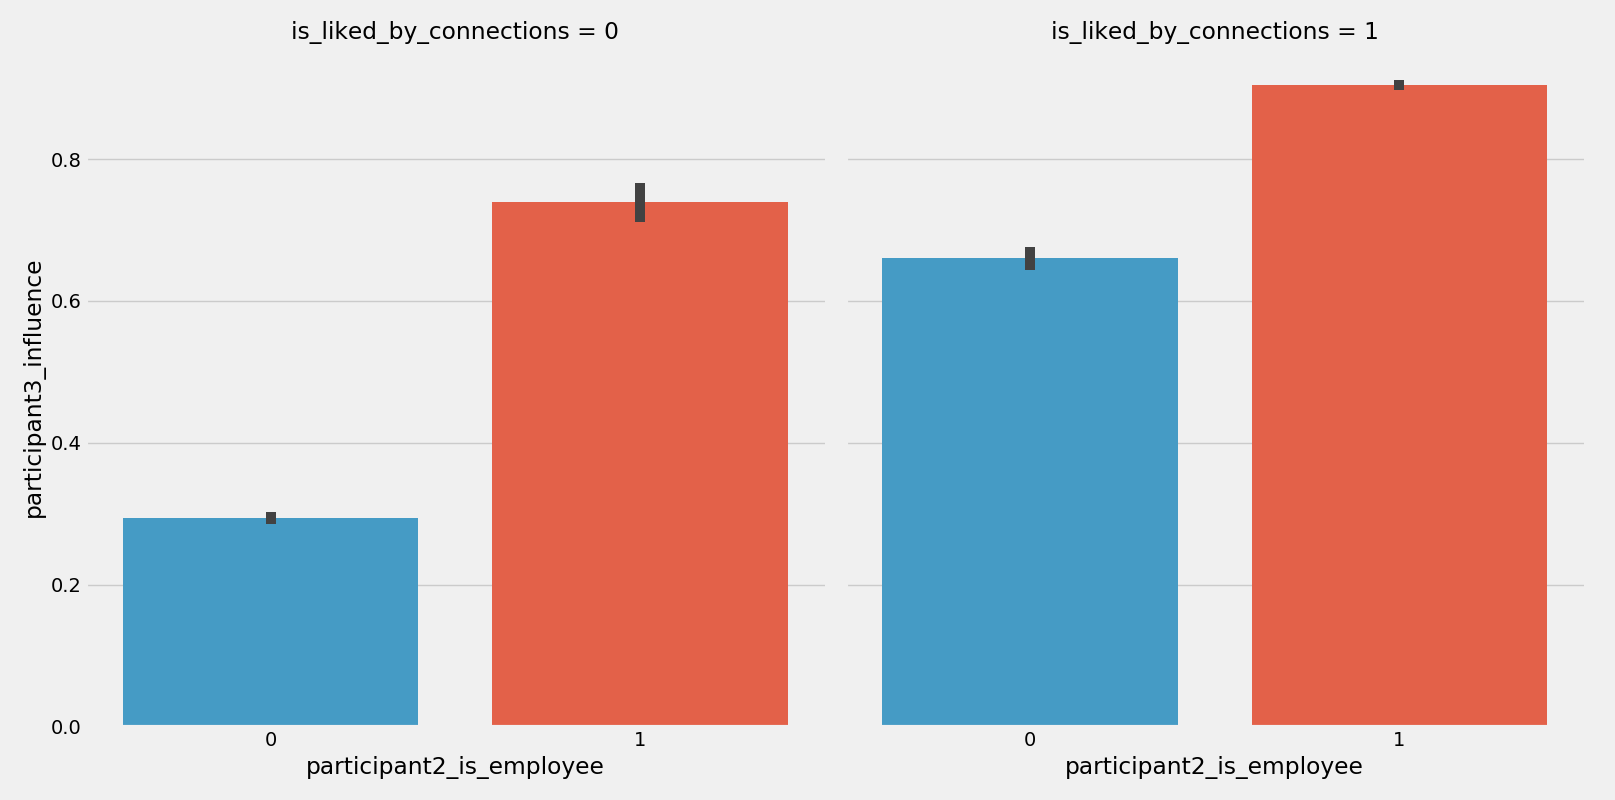 is_liked_by_connections = 0
is_liked_by_connections = 1
participant3_influence
0.8
0.6
0.4
0.2
0.0
0
1
0
1
participant2_is_employee
participant2_is_employee